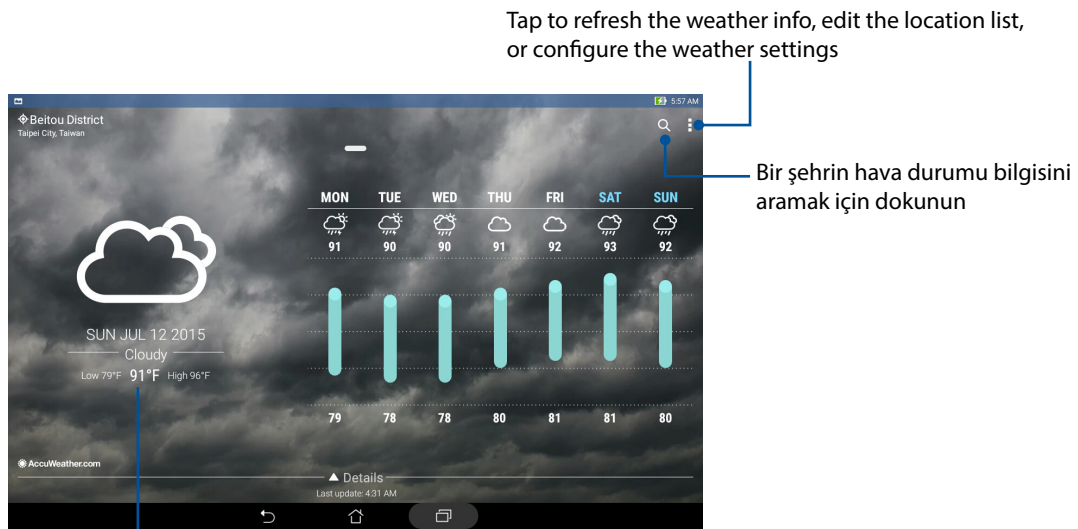 Tap to refresh the weather info, edit the location list,
or configure the weather settings
5:57 AM
Beitou District
Taipei City, Taiwan
Bir şehrin hava durumu bilgisini
aramak için dokunun
MON TUE WED THU FRI SAT SUN
91 90 90 91 92 93 92
SUN JUL 12 2015
Cloudy
Low 79°F 91°F High 96°F
79 78 78 80 81 81 80
AccuWeather.com
Details
Last update: 4:31 AM